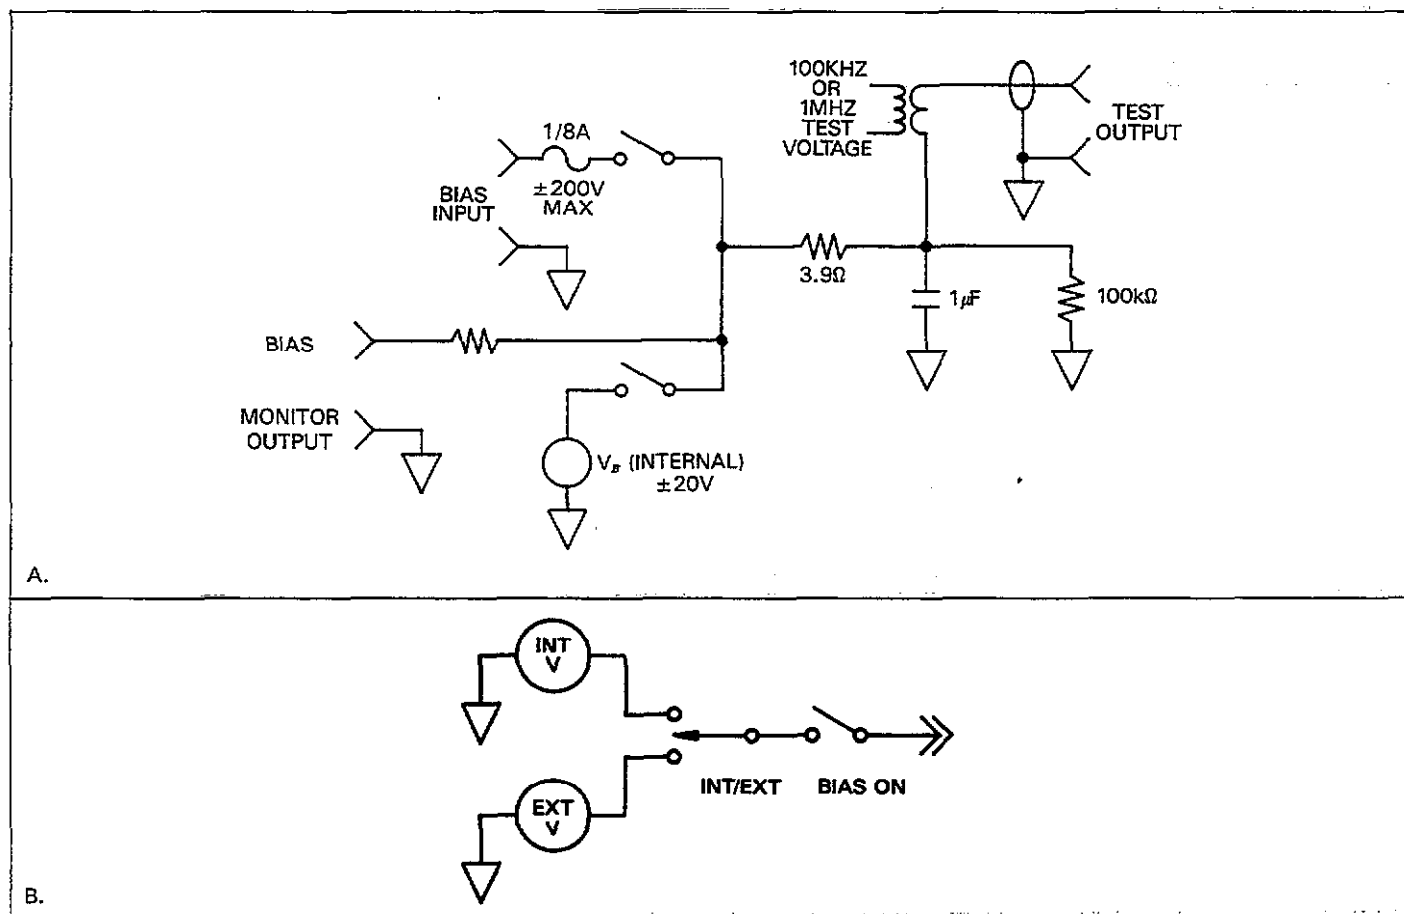 100KHZ
OR
1MHZ
TEST
VOLTAGE
TEST
OUTPUT
1/8A
±200V
MAX
BIAS
INPUT
3.9Ω
1μF
100kΩ
BIAS
MONITOR
OUTPUT
VB (INTERNAL)
±20V
A.
INT
V
INT/EXT
BIAS ON
EXT
V
B.